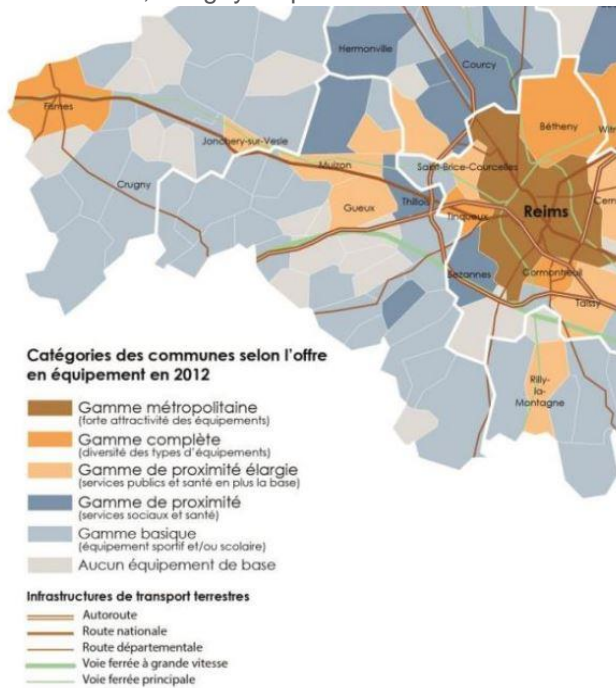 Hermonville
Courcy
Fismes
Bétheny
Jonchery-sur-Vesle
Saint-Brice-Courcelles
Muizon
Crugny
Gueux
Thillois
Tinqueux
Reims
Bezannes
Cormontreuil
Taissy
Rilly-
la-
Montagne
Catégories des communes selon l'offre
en équipement en 2012
Gamme métropolitaine
(forte attractivité des équipements)
Gamme complète
(diversité des types d'équipements)
Gamme de proximité élargie
(services publics et santé en plus la base)
Gamme de proximité
(services sociaux et santé)
Gamme basique
(équipement sportif et/ou scolaire)
Aucun équipement de base
Infrastructures de transport terrestres
Autoroute
Route nationale
Route départementale
Voie ferrée à grande vitesse
Voie ferrée principale